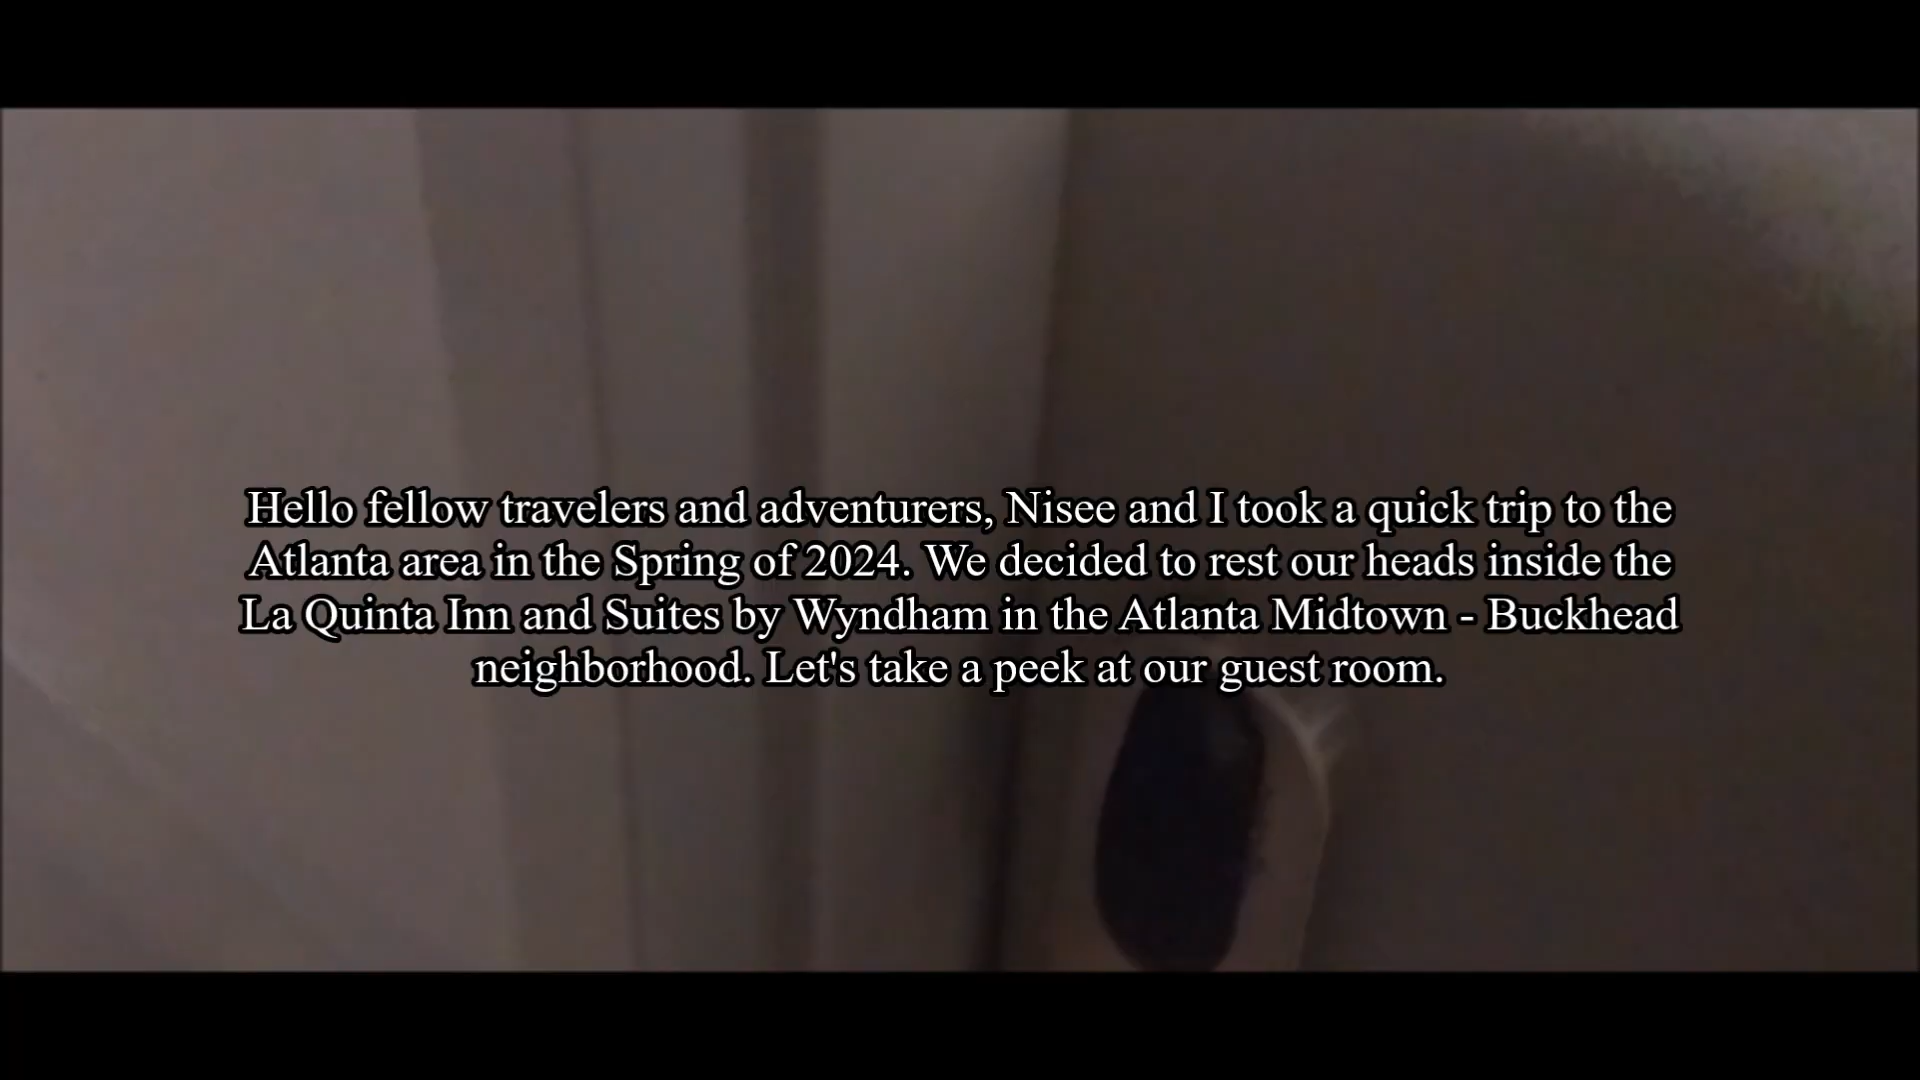 Hello fellow travelers and adventurers, Nisee and I took a quick trip to the
Atlanta area in the Spring of 2024. We decided to rest our heads inside the
La Quinta Inn and Suites by Wyndham in the Atlanta Midtown - Buckhead
neighborhood. Let's take a peek at our guest room.